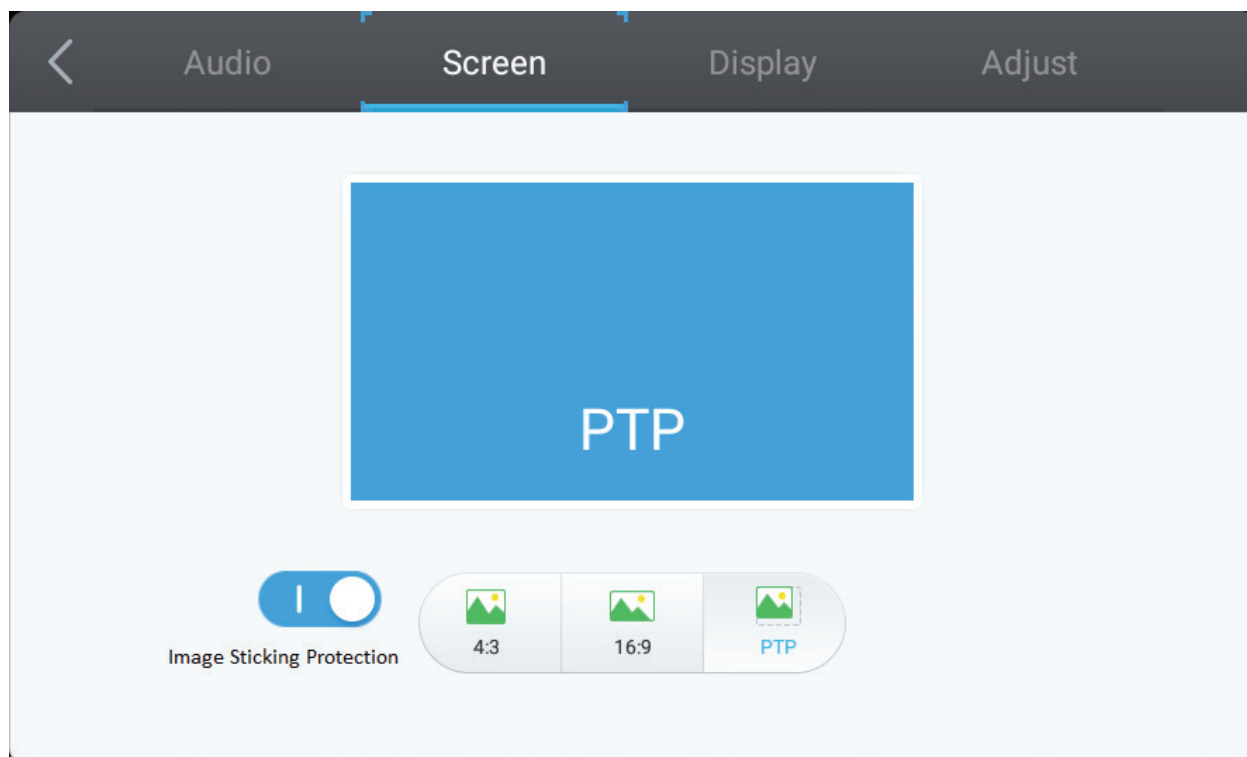 Audio Screen Display Adjust
PTP
Image Sticking Protection
4:3 16:9 PTP